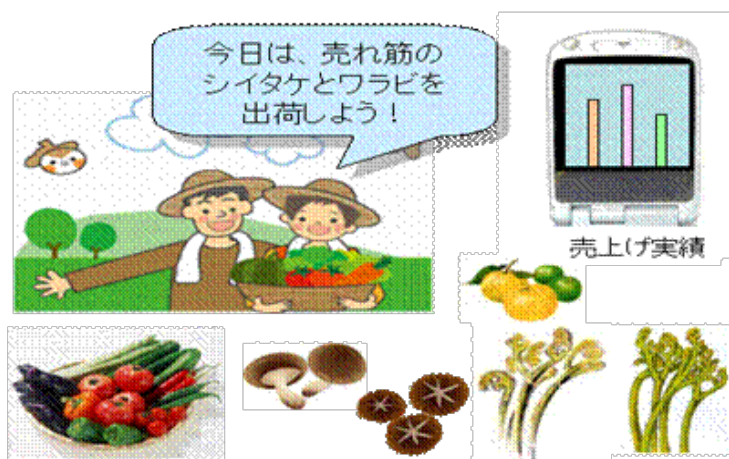 今日は、売れ筋の
シイタケとワラビを
出荷しよう！
売上げ実績